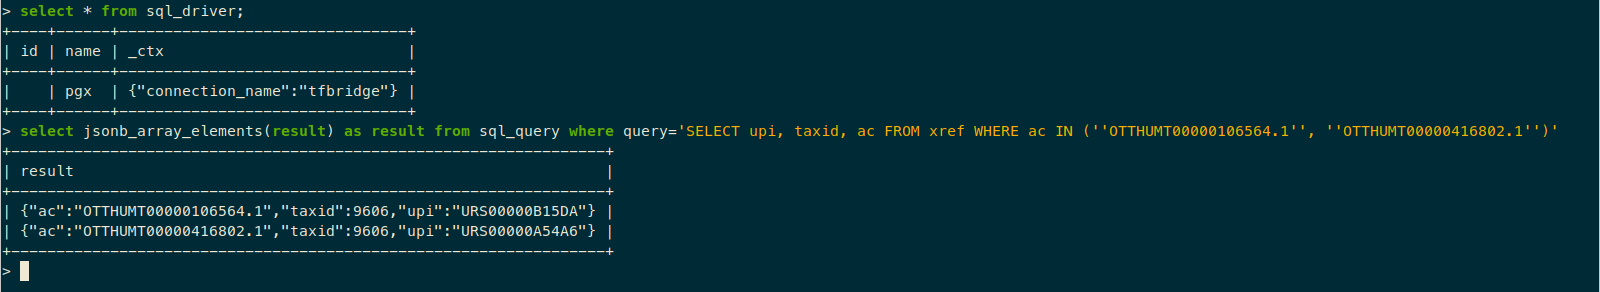 > select * from sql_driver;
+----+------+--------------------------------+
| id | name | _ctx                           |
+----+------+--------------------------------+
|    | pgx  | {"connection_name":"tfbridge"} |
+----+------+--------------------------------+
> select jsonb_array_elements(result) as result from sql_query where query='SELECT upi, taxid, ac FROM xref WHERE ac IN (''OTTHUMT00000106564.1'', ''OTTHUMT00000416802.1'')'
+------------------------------------------------------------------+
| result                                                           |
+------------------------------------------------------------------+
| {"ac":"OTTHUMT00000106564.1","taxid":9606,"upi":"URS00000B15DA"} |
| {"ac":"OTTHUMT00000416802.1","taxid":9606,"upi":"URS00000A54A6"} |
+------------------------------------------------------------------+
>